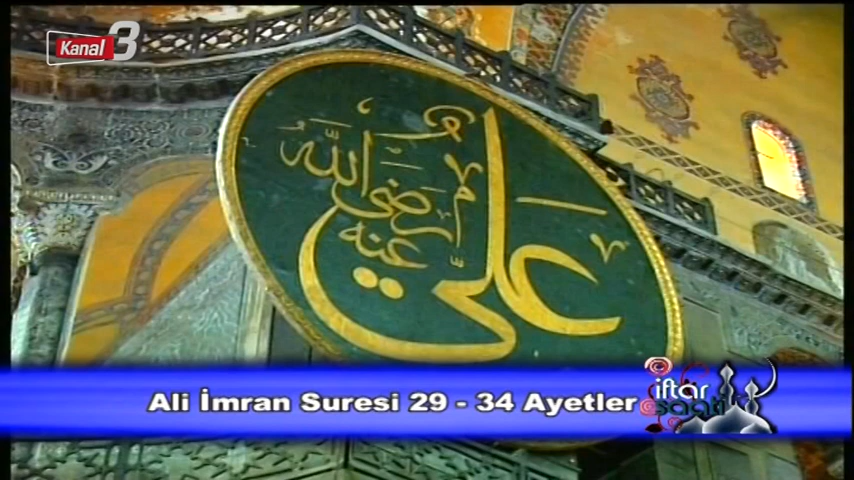 Kanal 3
علي رضي الله عنه
Ali İmran Suresi 29 - 34 Ayetler
iftar
saati